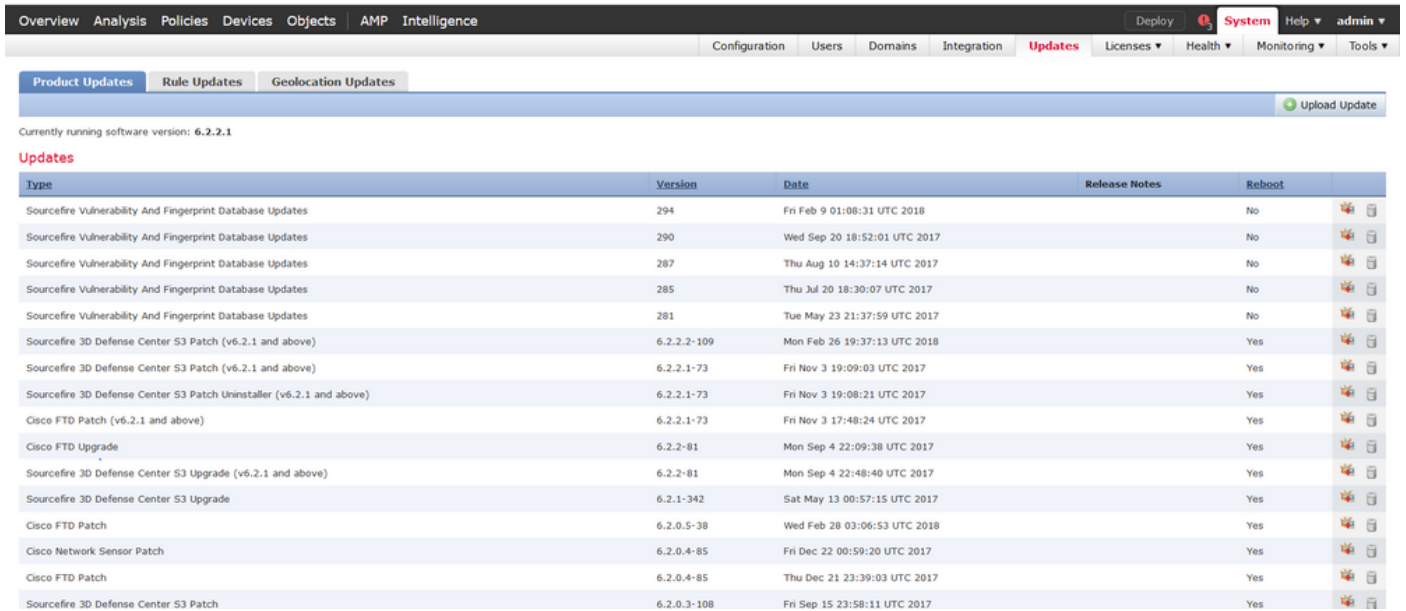 Overview Analysis Policies Devices Objects AMP Intelligence Deploy 3 System Help ▾ admin ▾
Configuration Users Domains Integration Updates Licenses ▾ Health ▾ Monitoring ▾ Tools ▾
Product Updates Rule Updates Geolocation Updates
Upload Update
Currently running software version: 6.2.2.1
Updates
Type Version Date Release Notes Reboot
Sourcefire Vulnerability And Fingerprint Database Updates 294 Fri Feb 9 01:08:31 UTC 2018 No
Sourcefire Vulnerability And Fingerprint Database Updates 290 Wed Sep 20 18:52:01 UTC 2017 No
Sourcefire Vulnerability And Fingerprint Database Updates 287 Thu Aug 10 14:37:14 UTC 2017 No
Sourcefire Vulnerability And Fingerprint Database Updates 285 Thu Jul 20 18:30:07 UTC 2017 No
Sourcefire Vulnerability And Fingerprint Database Updates 281 Tue May 23 21:37:59 UTC 2017 No
Sourcefire 3D Defense Center S3 Patch (v6.2.1 and above) 6.2.2.2-109 Mon Feb 26 19:37:13 UTC 2018 Yes
Sourcefire 3D Defense Center S3 Patch (v6.2.1 and above) 6.2.2.1-73 Fri Nov 3 19:09:03 UTC 2017 Yes
Sourcefire 3D Defense Center S3 Patch Uninstaller (v6.2.1 and above) 6.2.2.1-73 Fri Nov 3 19:08:21 UTC 2017 Yes
Cisco FTD Patch (v6.2.1 and above) 6.2.2.1-73 Fri Nov 3 17:48:24 UTC 2017 Yes
Cisco FTD Upgrade 6.2.2-81 Mon Sep 4 22:09:38 UTC 2017 Yes
Sourcefire 3D Defense Center S3 Upgrade (v6.2.1 and above) 6.2.2-81 Mon Sep 4 22:48:40 UTC 2017 Yes
Sourcefire 3D Defense Center S3 Upgrade 6.2.1-342 Sat May 13 00:57:15 UTC 2017 Yes
Cisco FTD Patch 6.2.0.5-38 Wed Feb 28 03:06:53 UTC 2018 Yes
Cisco Network Sensor Patch 6.2.0.4-85 Fri Dec 22 00:59:20 UTC 2017 Yes
Cisco FTD Patch 6.2.0.4-85 Thu Dec 21 23:39:03 UTC 2017 Yes
Sourcefire 3D Defense Center S3 Patch 6.2.0.3-108 Fri Sep 15 23:58:11 UTC 2017 Yes